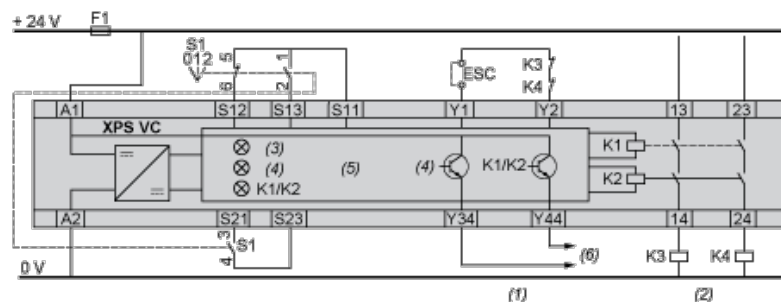 + 24 V F1
S1
0 1 2
5 1
6 2
ESC
K3
K4
A1 S12 S13 S11 Y1 Y2 13 23
XPS VC
(3)
(4) (5) (4) K1/K2
K1/K2
K1
K2
A2 S21 S23 Y34 Y44 14 24
3 S1
4
(6)
K3 K4
0 V
(1) (2)